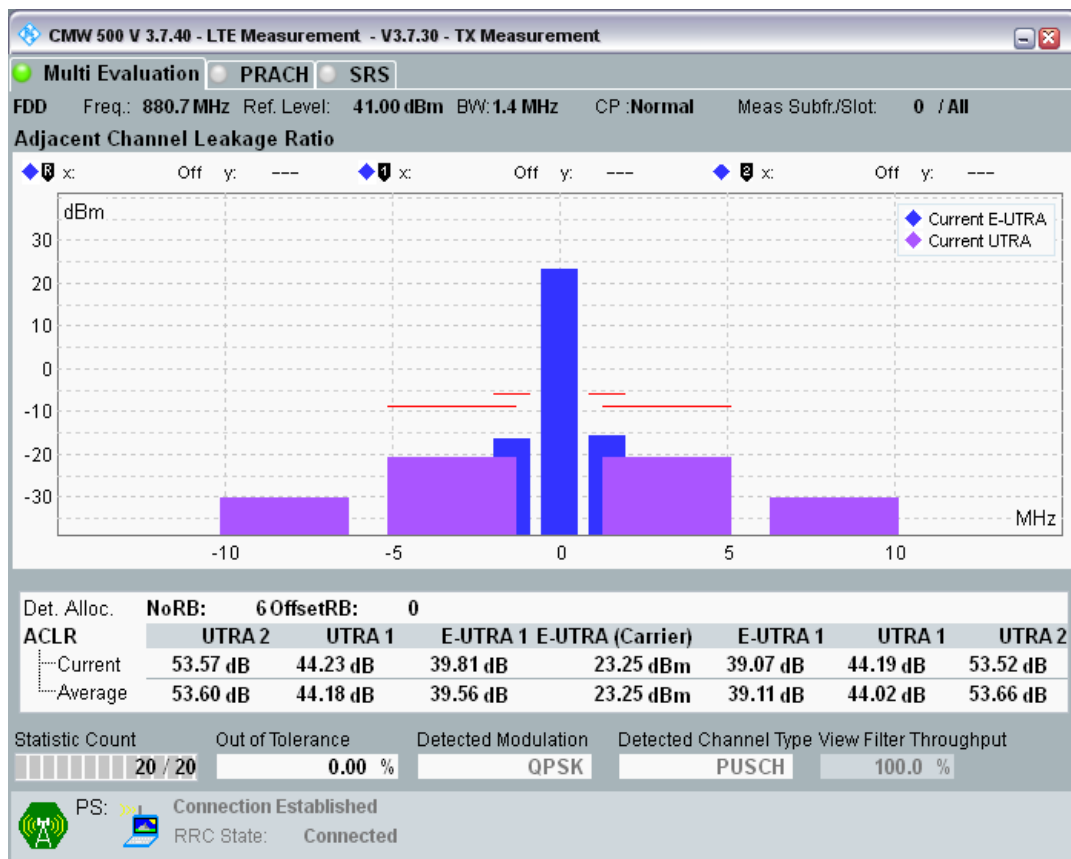 CMW 500 V 3.7.40 - LTE Measurement - V3.7.30 - TX Measurement
Multi Evaluation PRACH SRS
FDD Freq.: 880.7 MHz Ref. Level: 41.00 dBm BW: 1.4 MHz CP :Normal Meas Subfr./Slot: 0 / All
Adjacent Channel Leakage Ratio
R x: Off y: --- 1 x: Off y: --- 2 x: Off y: ---
dBm
Current E-UTRA
Current UTRA
30
20
10
0
-10
-20
-30
MHz
-10 -5 0 5 10
Det. Alloc. NoRB: 6 OffsetRB: 0
ACLR UTRA 2 UTRA 1 E-UTRA 1 E-UTRA (Carrier) E-UTRA 1 UTRA 1 UTRA 2
Current 53.57 dB 44.23 dB 39.81 dB 23.25 dBm 39.07 dB 44.19 dB 53.52 dB
Average 53.60 dB 44.18 dB 39.56 dB 23.25 dBm 39.11 dB 44.02 dB 53.66 dB
Statistic Count Out of Tolerance Detected Modulation Detected Channel Type View Filter Throughput
20 / 20 0.00 % QPSK PUSCH 100.0 %
PS: Connection Established
RRC State: Connected